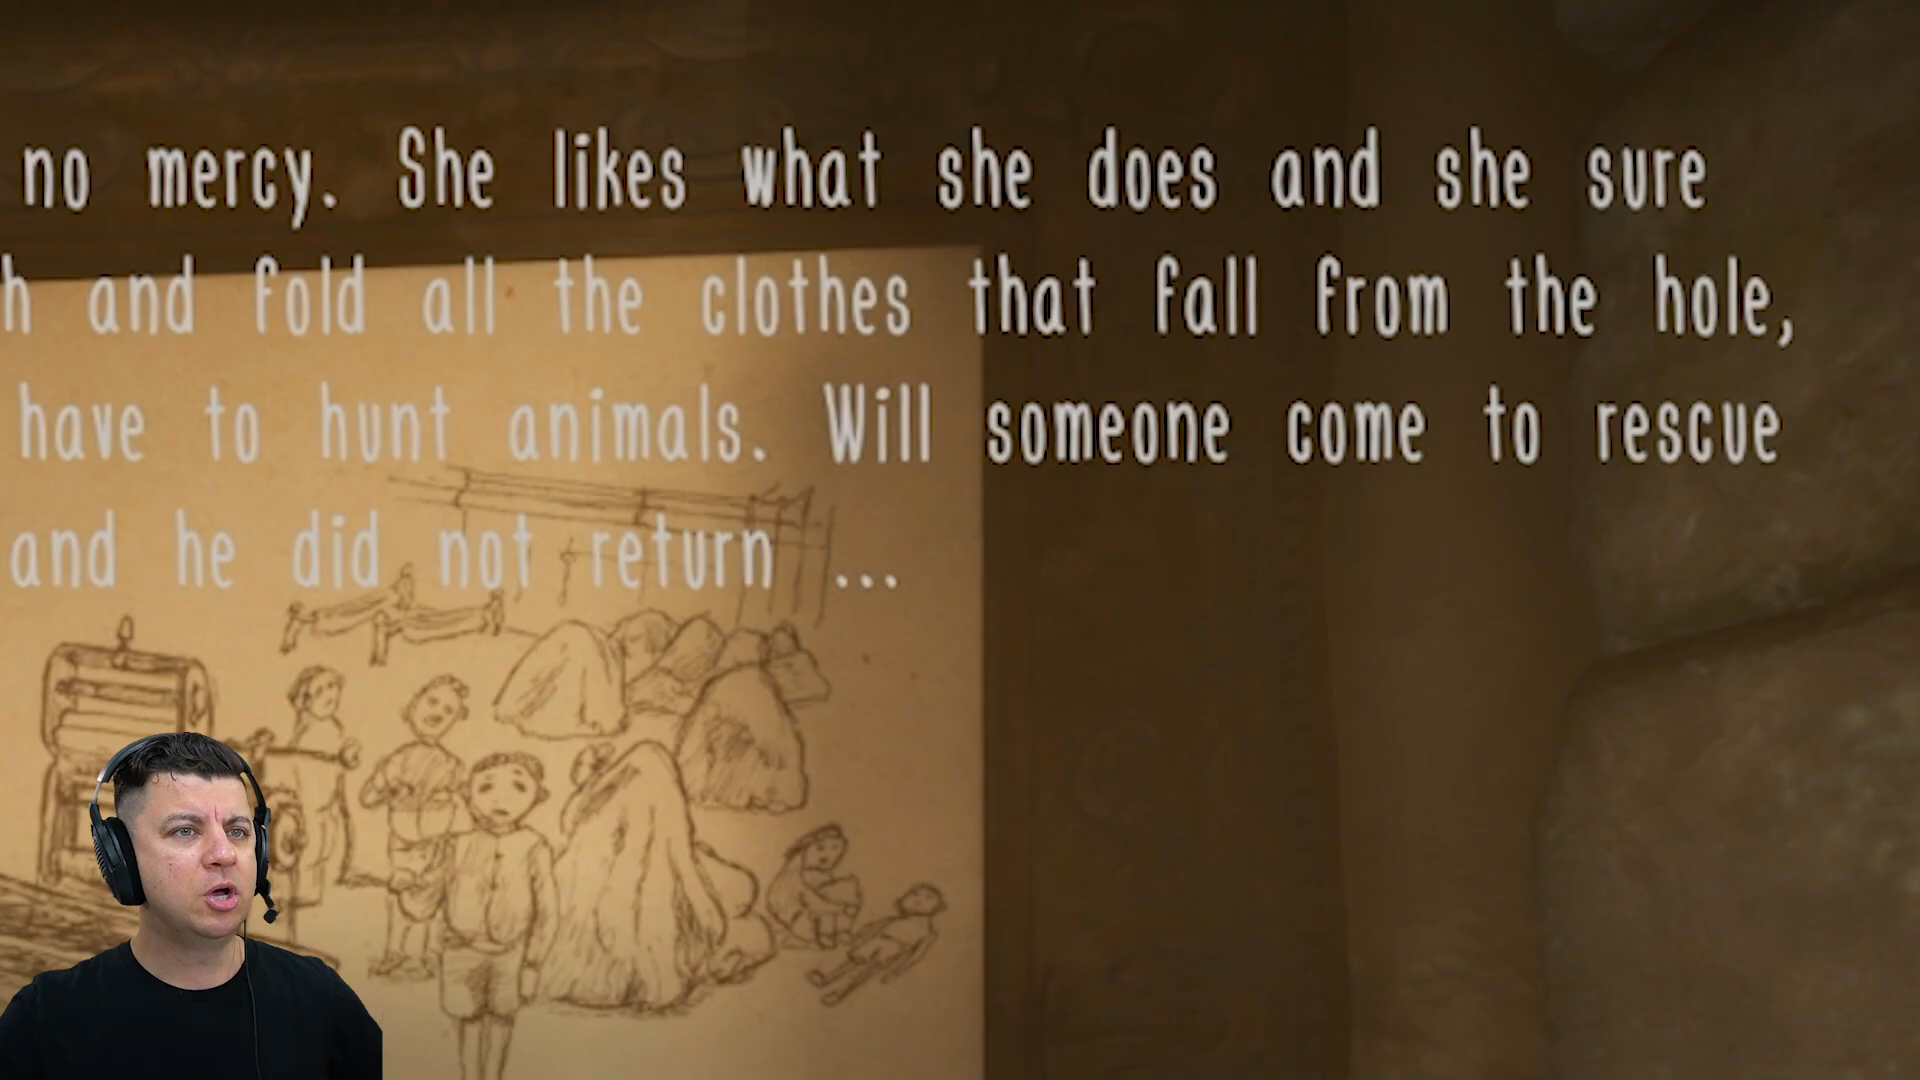 no mercy. She likes what she does and she sure
h and fold all the clothes that fall from the hole,
have to hunt animals. Will someone come to rescue
and he did not return ...